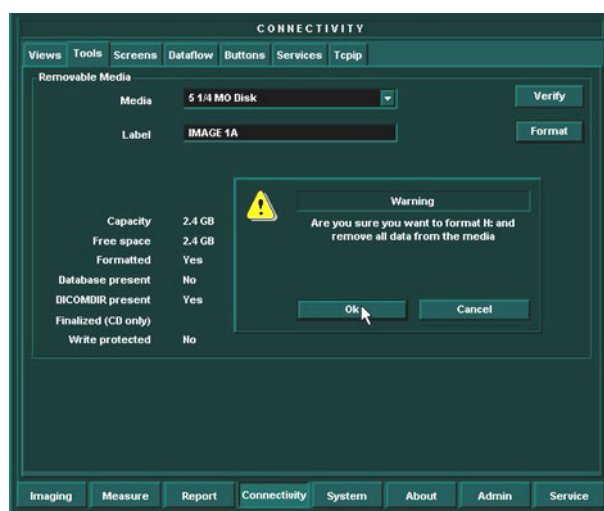 CONNECTIVITY
Views Tools Screens Dataflow Buttons Services Tcpip
Removable Media
Media 5 1/4 MO Disk Verify
Label IMAGE 1A Format
Warning
Are you sure you want to format H: and
remove all data from the media
Ok Cancel
Capacity 2.4 GB
Free space 2.4 GB
Formatted Yes
Database present No
DICOMDIR present Yes
Finalized (CD only)
Write protected No
Imaging Measure Report Connectivity System About Admin Service